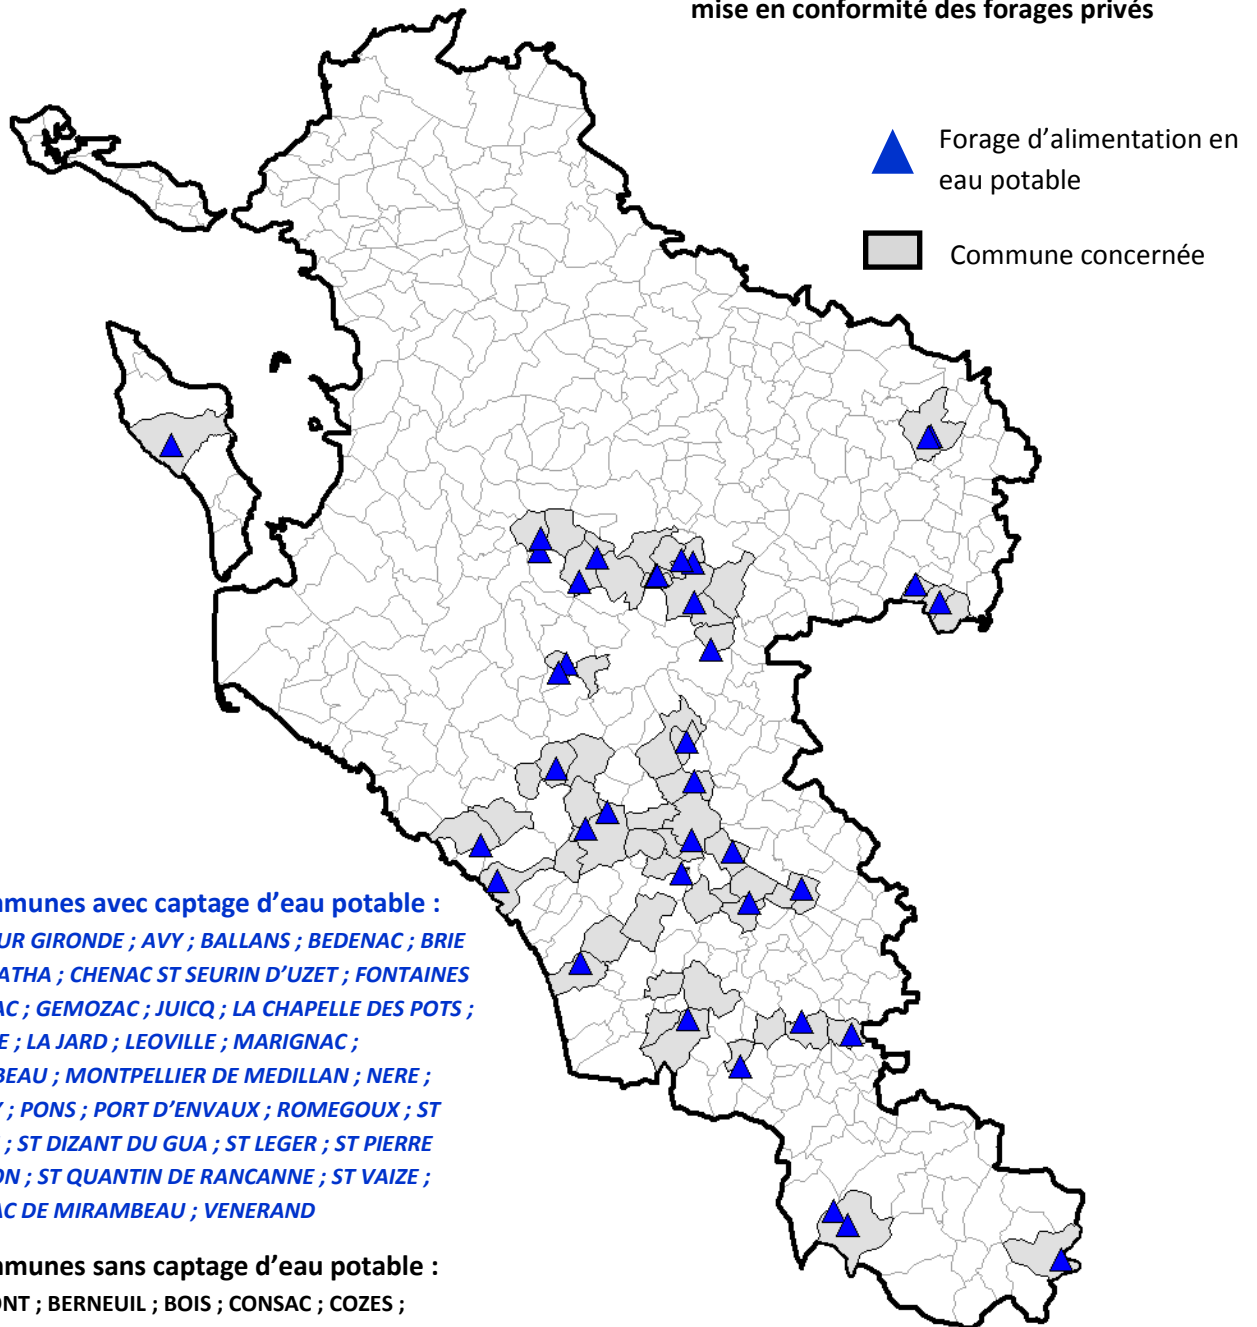 mise en conformité des forages privés
Forage d’alimentation en
eau potable
Commune concernée
mmunes avec captage d’eau potable :
UR GIRONDE ; AVY ; BALLANS ; BEDENAC ; BRIE
ATHA ; CHENAC ST SEURIN D’UZET ; FONTAINES
AC ; GEMOZAC ; JUICQ ; LA CHAPELLE DES POTS ;
E ; LA JARD ; LEOVILLE ; MARIGNAC ;
BEAU ; MONTPELLIER DE MEDILLAN ; NERE ;
; PONS ; PORT D’ENVAUX ; ROMEGOUX ; ST
; ST DIZANT DU GUA ; ST LEGER ; ST PIERRE
ON ; ST QUANTIN DE RANCANNE ; ST VAIZE ;
AC DE MIRAMBEAU ; VENERAND
mmunes sans captage d’eau potable :
ONT ; BERNEUIL ; BOIS ; CONSAC ; COZES ;